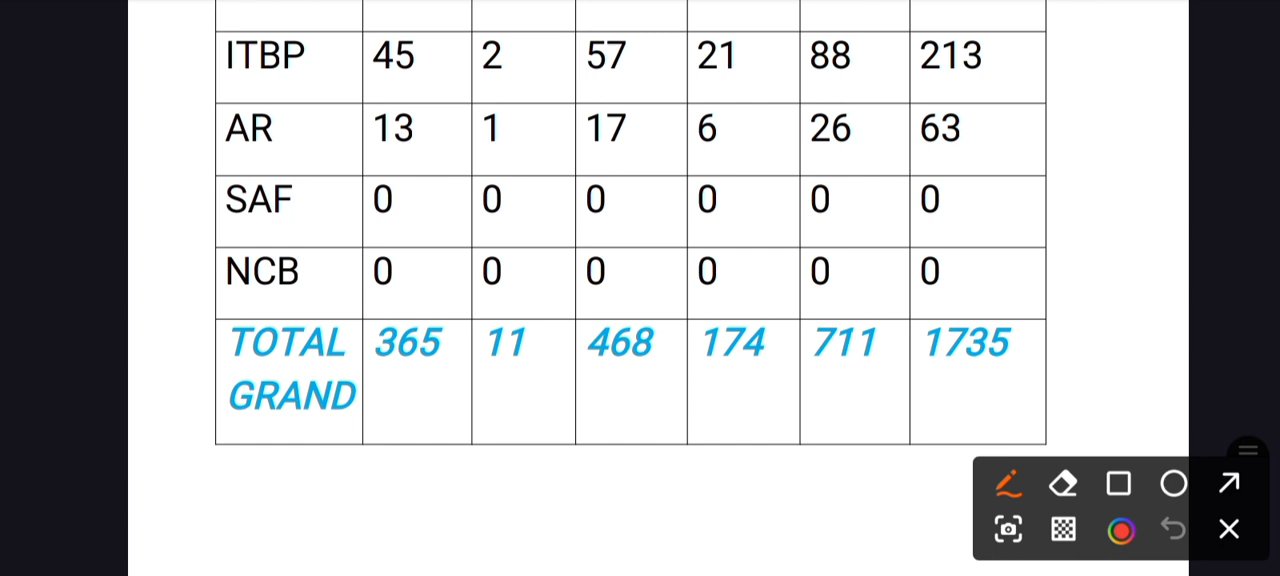 ITBP 45 2 57 21 88 213
AR 13 1 17 6 26 63
SAF 0 0 0 0 0 0
NCB 0 0 0 0 0 0
TOTAL 365 11 468 174 711 1735
GRAND